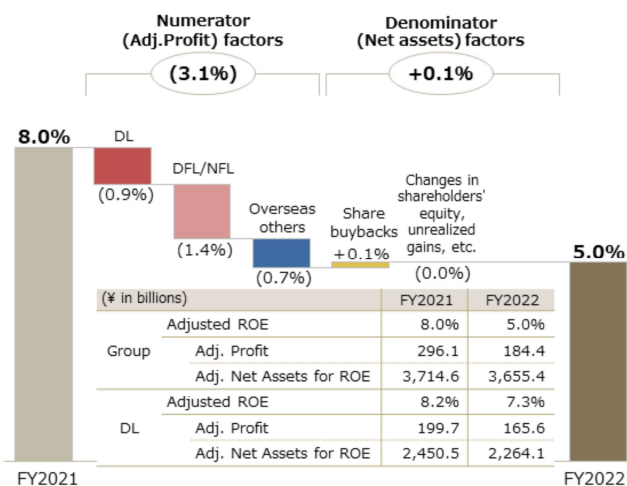 Numerator
(Adj.Profit) factors
(3.1%)
Denominator
(Net assets) factors
+0.1%
8.0%
DL
(0.9%)
DFL/NFL
(1.4%)
Overseas
others
(0.7%)
Share
buybacks
+0.1%
Changes in
shareholders'
equity,
unrealized
gains, etc.
(0.0%)
5.0%
(¥ in billions) FY2021 FY2022
Group
Adjusted ROE 8.0% 5.0%
Adj. Profit 296.1 184.4
Adj. Net Assets for ROE 3,714.6 3,655.4
DL
Adjusted ROE 8.2% 7.3%
Adj. Profit 199.7 165.6
Adj. Net Assets for ROE 2,450.5 2,264.1
FY2021
FY2022